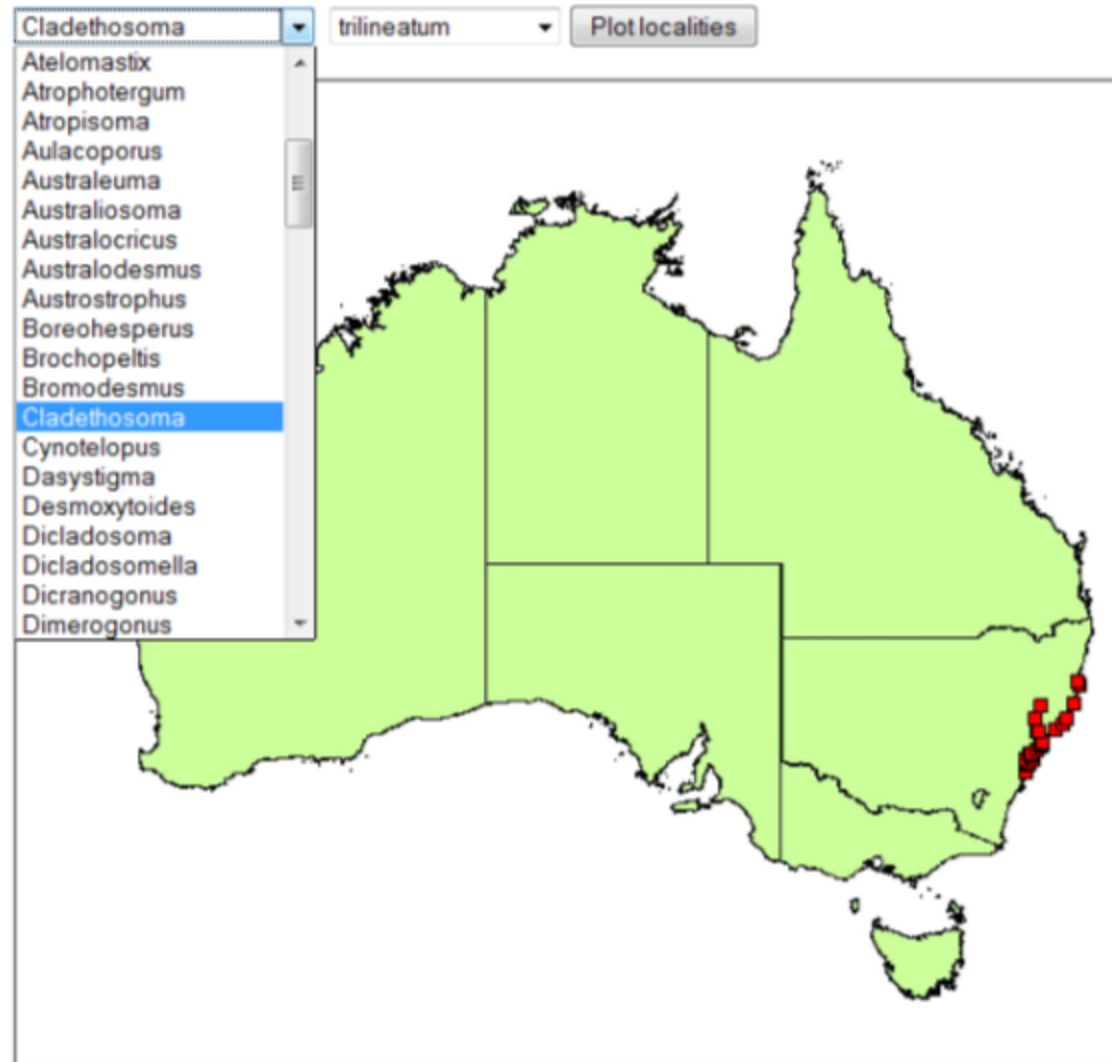 Cladethosoma trilineatum Plot localities
Atelomastix
Atrophotergum
Atropisoma
Aulacoporus
Australeuma
Australiosoma
Australocricus
Australodesmus
Austrostrophus
Boreohesperus
Brochopeltis
Bromodesmus
Cladethosoma
Cynotelopus
Dasystigma
Desmoxytoides
Dicladosoma
Dicladosomella
Dicranogonus
Dimerogonus